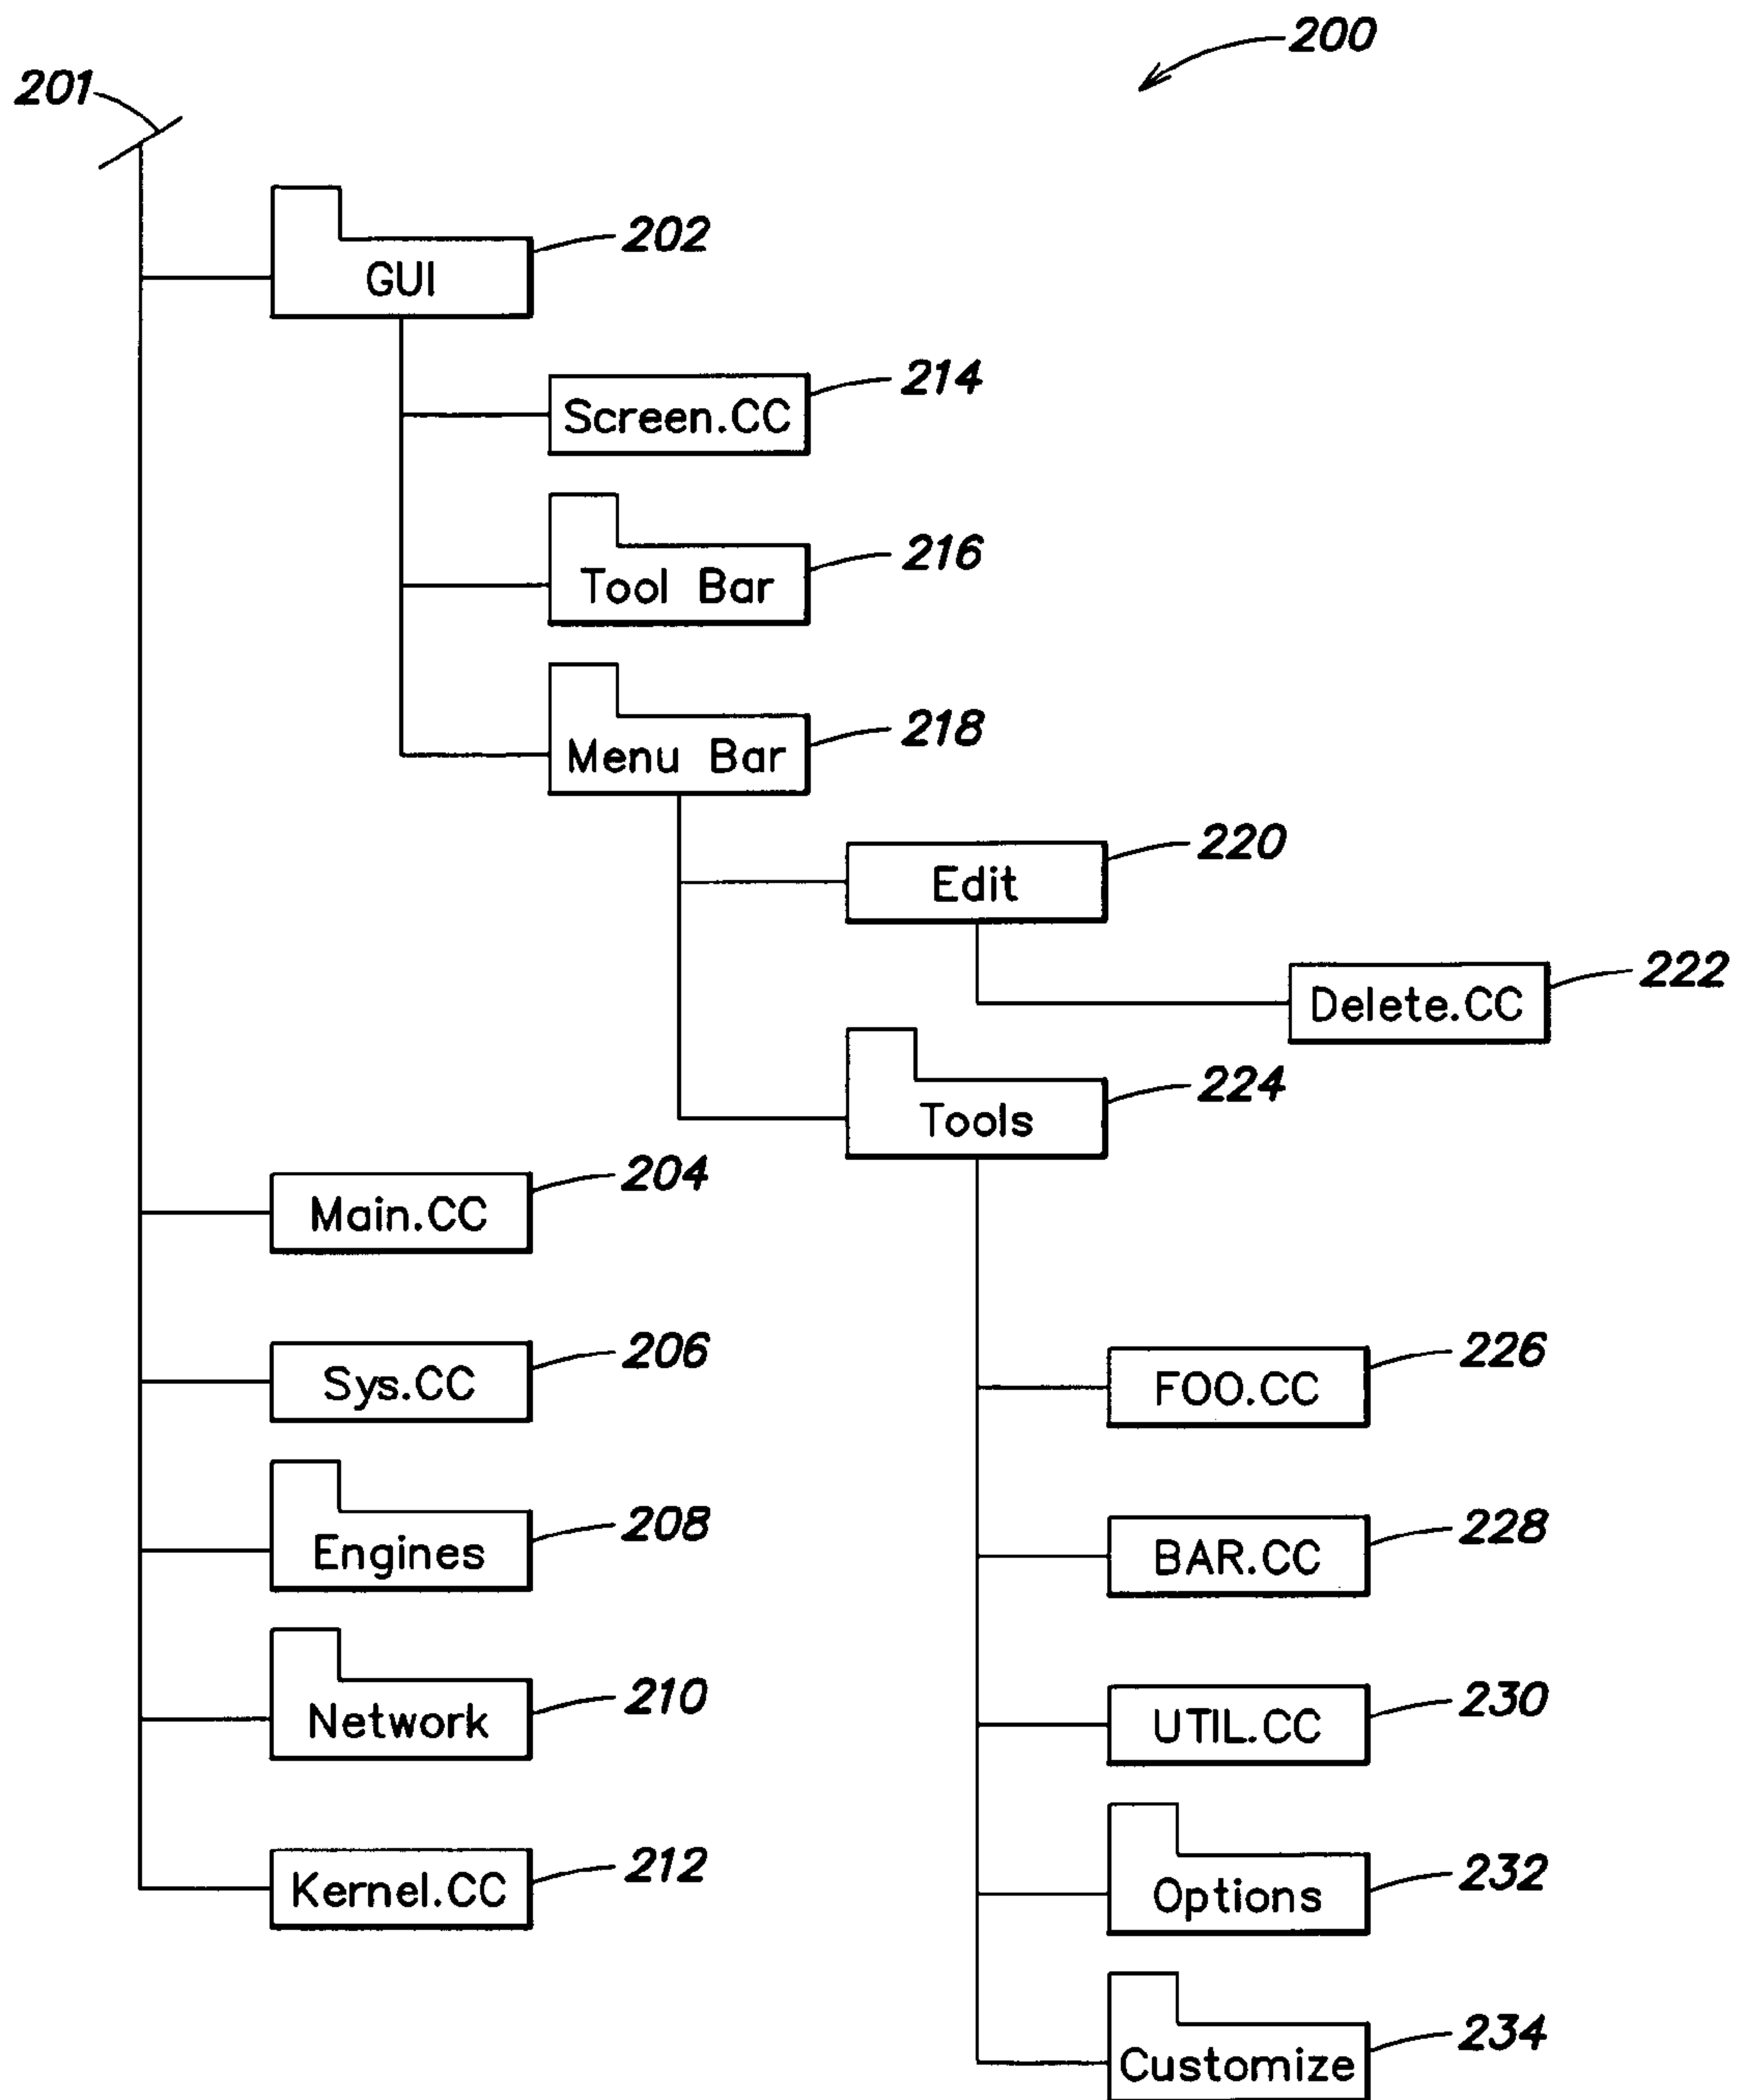 200
201
202
GUI
214
Screen.CC
216
Tool Bar
218
Menu Bar
220
Edit
222
Delete.CC
224
Tools
204
Main.CC
206
Sys.CC
226
FOO.CC
208
Engines
228
BAR.CC
210
Network
230
UTIL.CC
212
Kernel.CC
232
Options
234
Customize